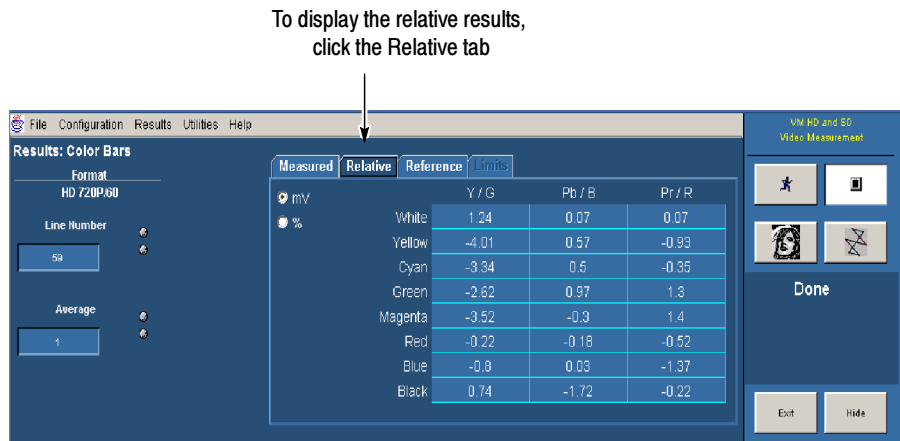 To display the relative results,
click the Relative tab
File Configuration Results Utilities Help
VM HD and SD
Video Measurement
Results: Color Bars
Format
HD 720P/60
Line Number
59
Average
1
Measured Relative Reference Limits
mV
%
Y / G Pb / B Pr / R
White 1.24 0.07 0.07
Yellow -4.01 0.57 -0.93
Cyan -3.34 0.5 -0.35
Green -2.62 0.97 1.3
Magenta -3.52 -0.3 1.4
Red -0.22 -0.18 -0.52
Blue -0.8 0.03 -1.37
Black 0.74 -1.72 -0.22
Done
Exit Hide